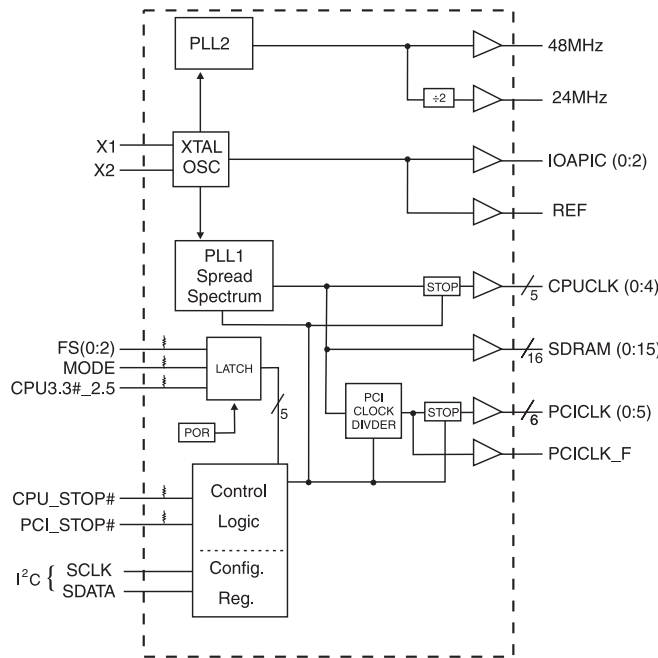 PLL2
48MHz
÷2
24MHz
X1
X2
XTAL
OSC
IOAPIC (0:2)
REF
PLL1
Spread
Spectrum
STOP
5
CPUCLK (0:4)
FS(0:2)
MODE
CPU3.3#_2.5
LATCH
16
SDRAM (0:15)
POR
5
PCI
CLOCK
DIVDER
STOP
6
PCICLK (0:5)
PCICLK_F
CPU_STOP#
PCI_STOP#
Control
Logic
I²C { SCLK
SDATA
Config.
Reg.